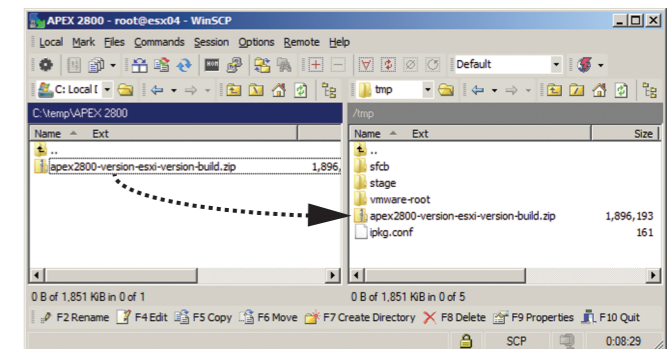 APEX 2800 - root@esx04 - WinSCP
Local Mark Files Commands Session Options Remote Help
Default
C: Local [
tmp
C:\temp\APEX 2800
/tmp
Name Ext
Name Ext Size
..
..
apex2800-version-esxi-version-build.zip 1,896,
sfcb
stage
vmware-root
apex2800-version-esxi-version-build.zip 1,896,193
ipkg.conf 161
0 B of 1,851 KiB in 0 of 1
0 B of 1,851 KiB in 0 of 5
F2 Rename F4 Edit F5 Copy F6 Move F7 Create Directory F8 Delete F9 Properties F10 Quit
SCP 0:08:29